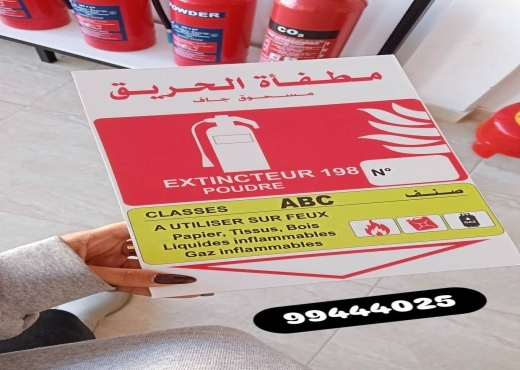 POWDER
CO₂
مطفأة الحريق
مسحوق جاف
EXTINCTEUR 198
POUDRE
N°
CLASSES ABC صنف
A UTILISER SUR FEUX
Papier, Tissus, Bois
Liquides inflammables
Gaz inflammables
99444025